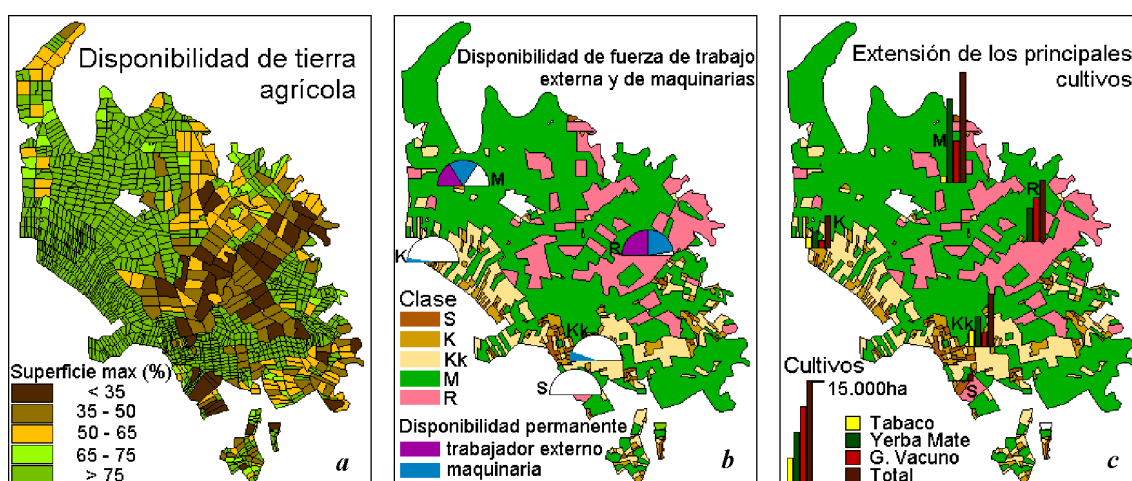 Disponibilidad de tierra
agrícola
Superficie max (%)
< 35
35 - 50
50 - 65
65 - 75
> 75
a
Disponibilidad de fuerza de trabajo
externa y de maquinarias
M
R
K
Kk
S
Clase
S
K
Kk
M
R
Disponibilidad permanente
trabajador externo
maquinaria
b
Extensión de los principales
cultivos
M
R
K
Kk
S
Cultivos
15.000ha
Tabaco
Yerba Mate
G. Vacuno
Total
c